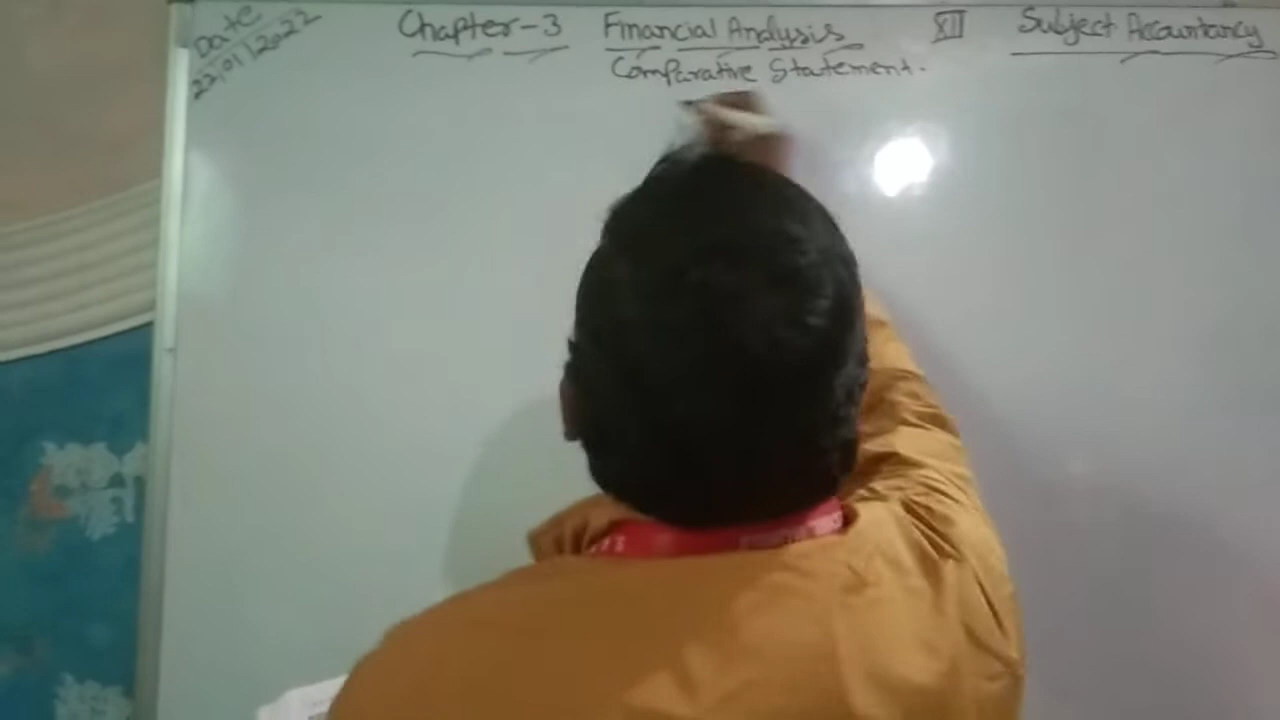 Date
22/01/2022
Chapter-3 Financial Analysis XII Subject Accountancy
Comparative Statement.